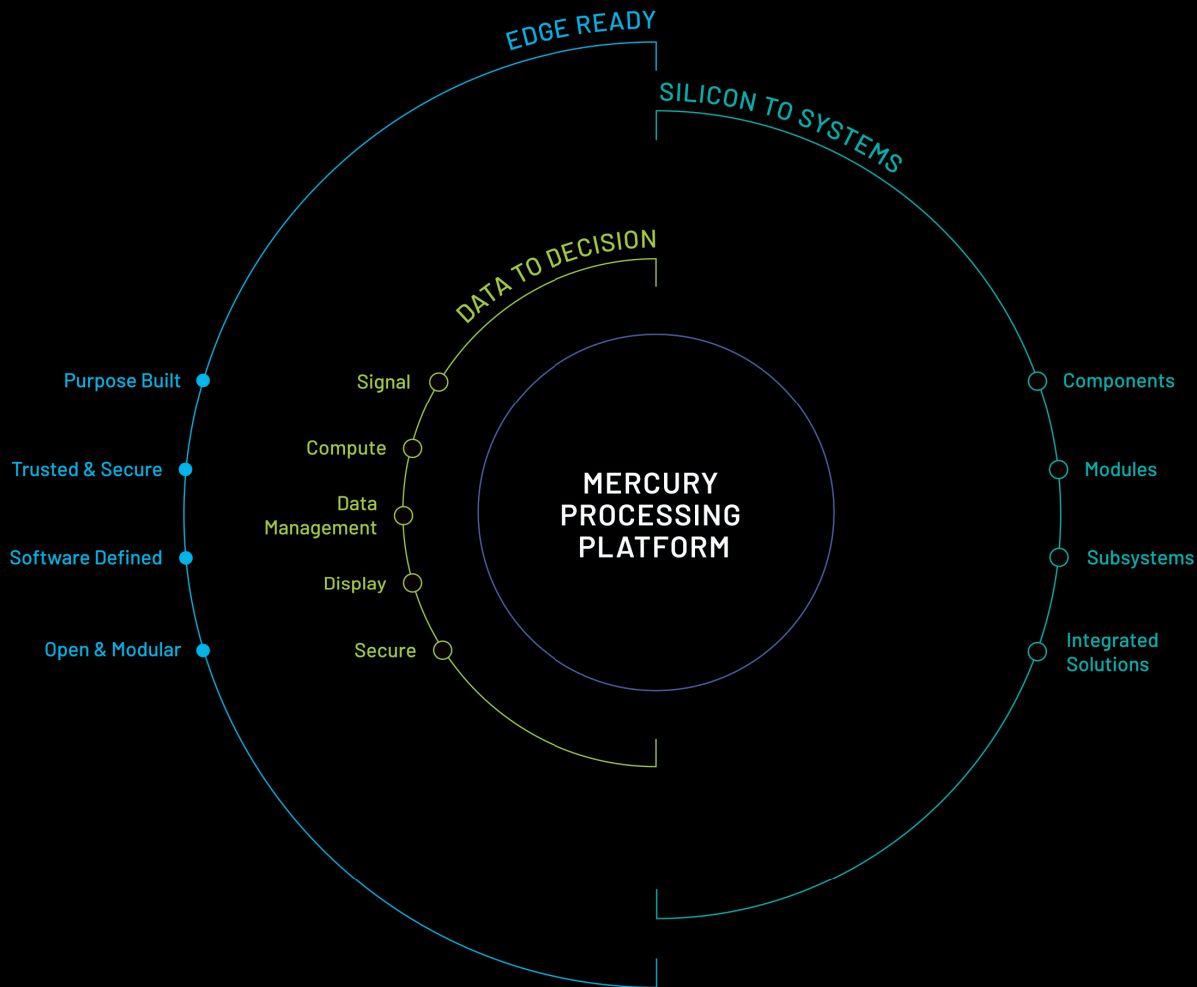 EDGE READY
SILICON TO SYSTEMS
DATA TO DECISION
Purpose Built
Trusted & Secure
Software Defined
Open & Modular
Signal
Compute
Data
Management
Display
Secure
MERCURY
PROCESSING
PLATFORM
Components
Modules
Subsystems
Integrated
Solutions